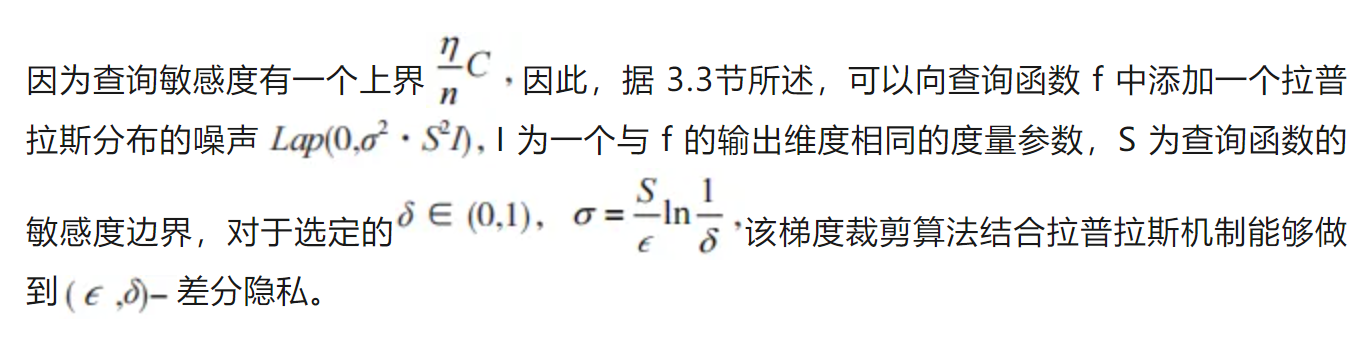 因为查询敏感度有一个上界 $\frac{\eta}{n}C$ ，因此，据 3.3节所述，可以向查询函数 f 中添加一个拉普
拉斯分布的噪声 $Lap(0,\sigma^2 \cdot S^2I)$，I 为一个与 f 的输出维度相同的度量参数，S 为查询函数的
敏感度边界，对于选定的 $\delta \in (0,1)$，$\sigma = \frac{S}{\epsilon}\ln\frac{1}{\delta}$，该梯度裁剪算法结合拉普拉斯机制能够做
到 $(\epsilon,\delta)-$ 差分隐私。